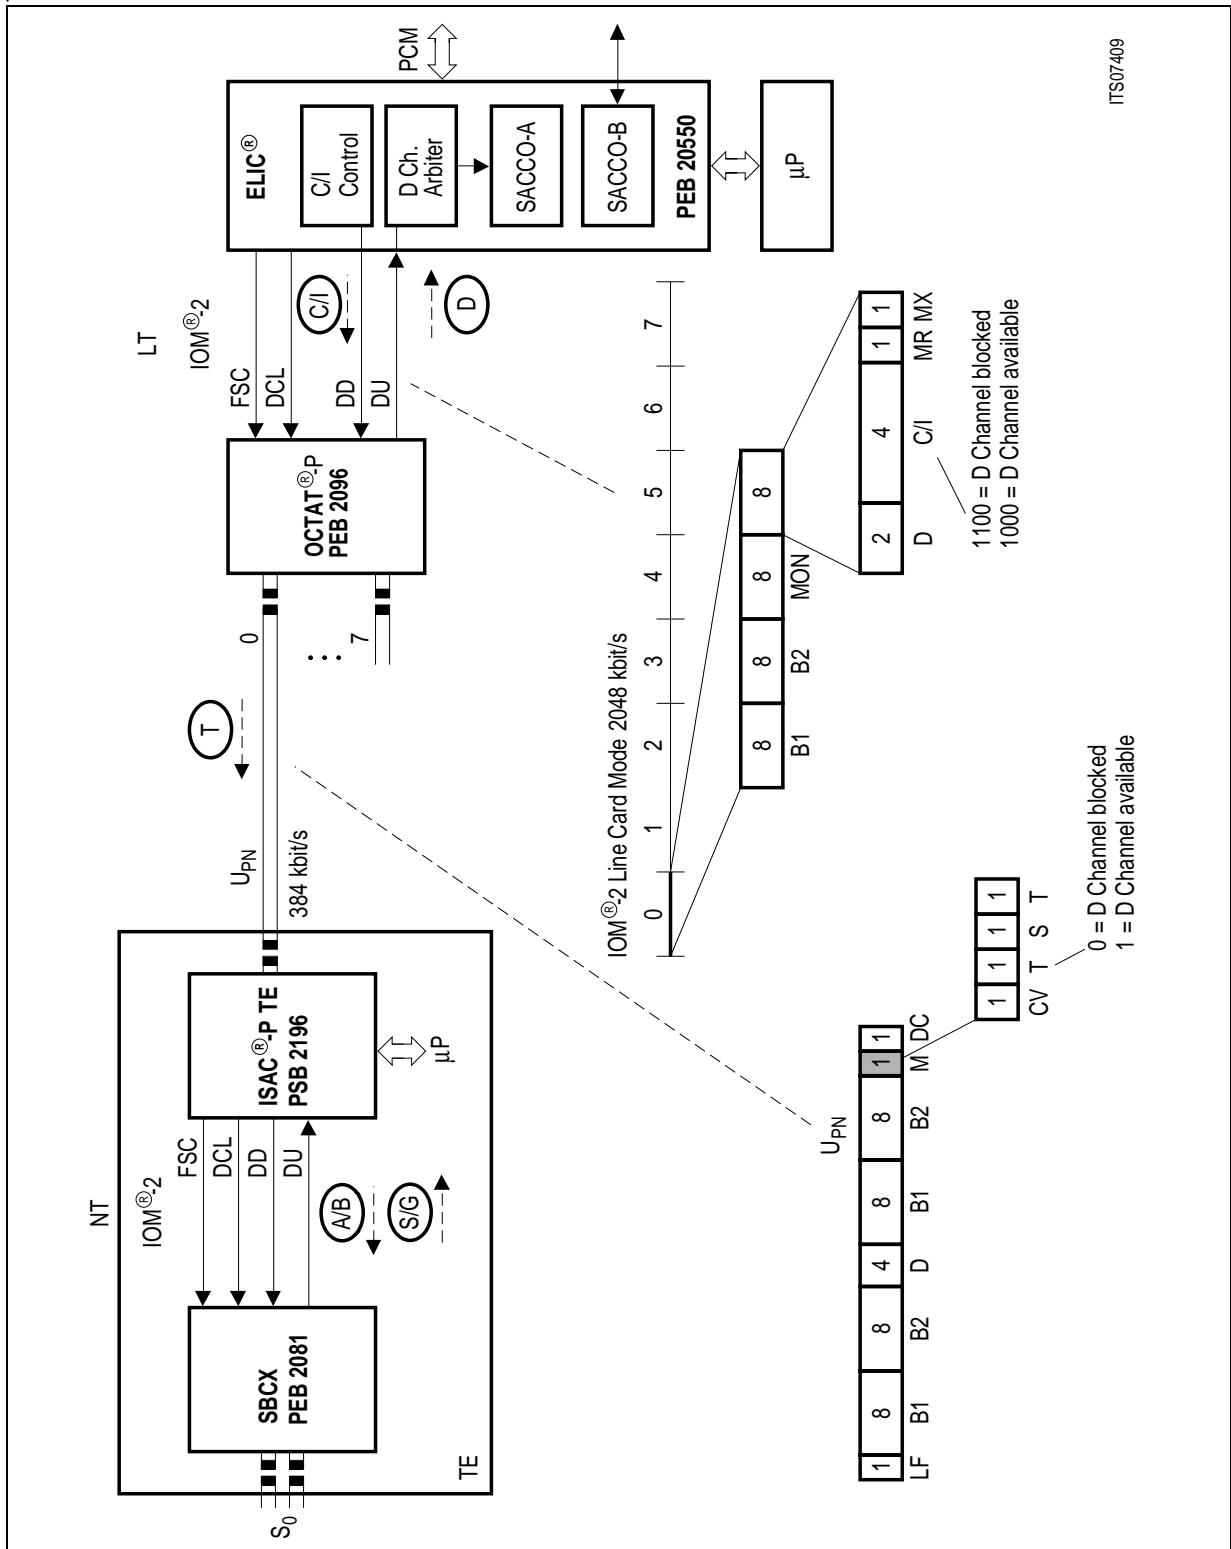 NT
TE
S0
SBCX
PEB 2081
IOM®-2
FSC
DCL
DD
DU
A/B
S/G
ISAC®-P TE
PSB 2196
µP
UPN
384 kbit/s
T
0
...
7
OCTAT®-P
PEB 2096
LT
IOM®-2
FSC
DCL
DD
DU
C/I
D
ELIC®
C/I
Control
D Ch.
Arbiter
SACCO-A
SACCO-B
PEB 20550
PCM
µP
IOM®-2 Line Card Mode 2048 kbit/s
0 1 2 3 4 5 6 7
8 8 8 8
B1 B2 MON
2 4 1 1
D C/I MR MX
1100 = D Channel blocked
1000 = D Channel available
UPN
1 8 8 4 8 8 1 1
LF B1 B2 D B1 B2 M DC
1 1 1 1
CV T S T
0 = D Channel blocked
1 = D Channel available
ITS07409